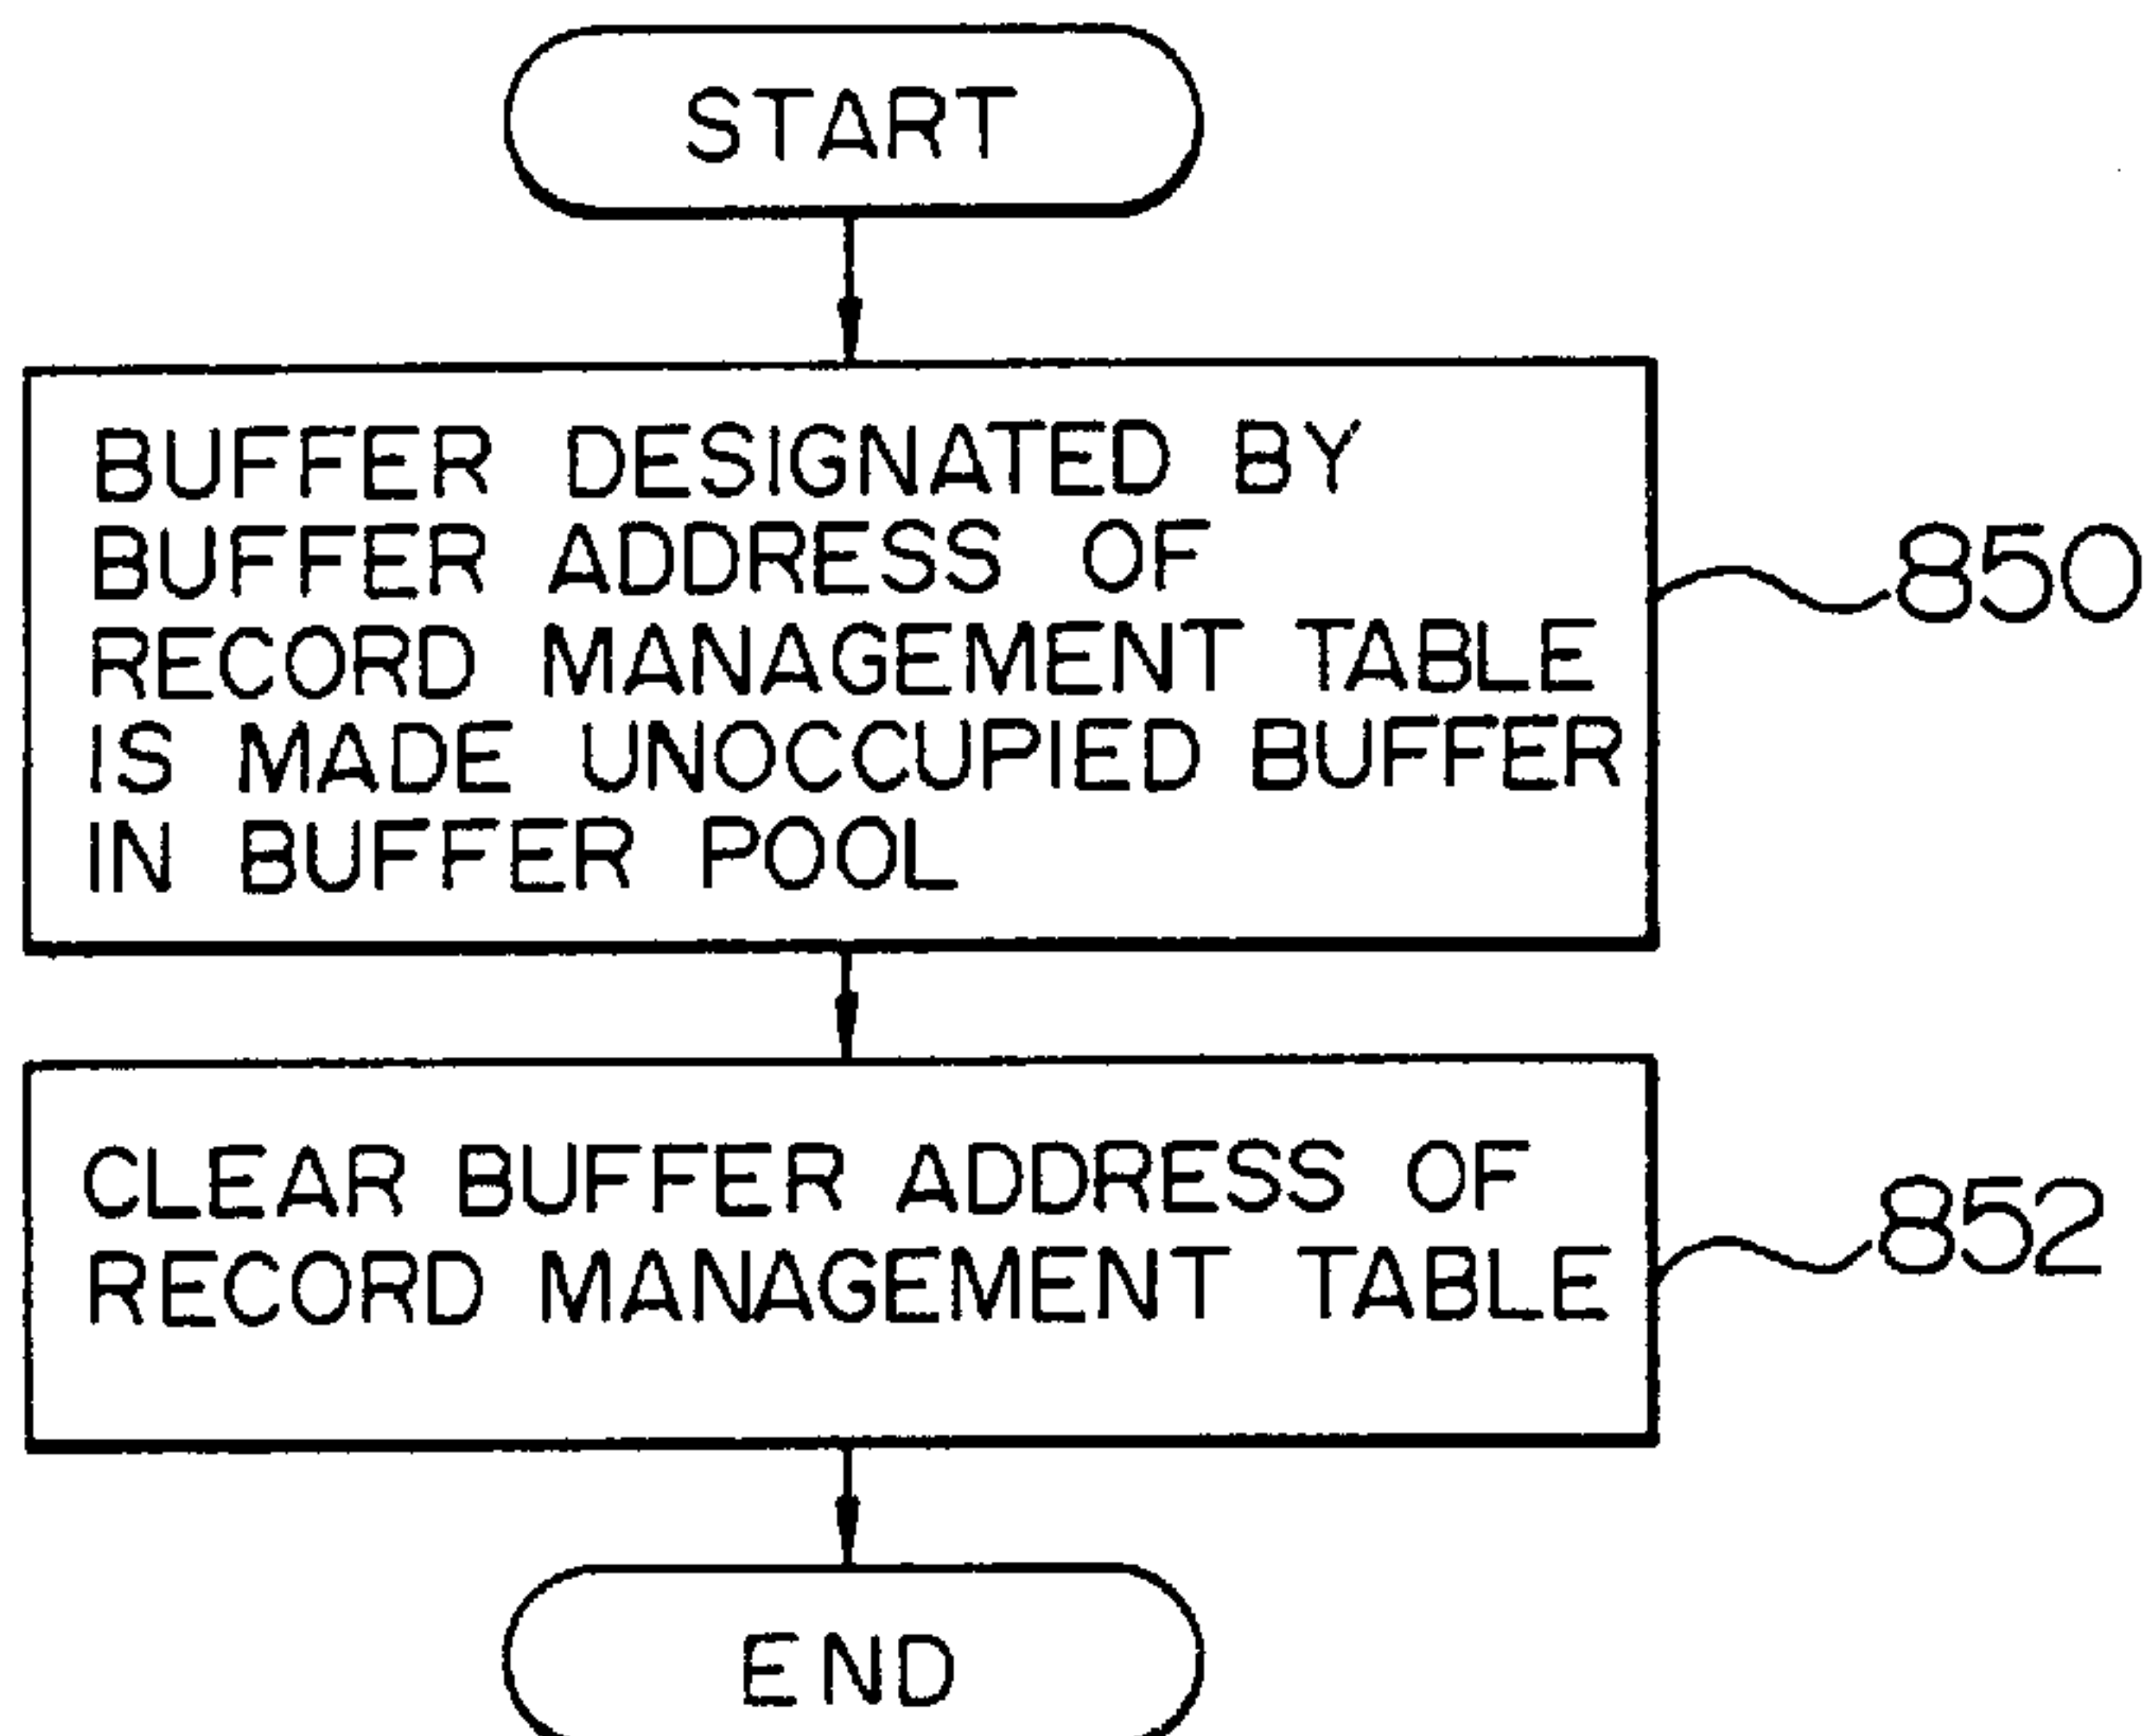 START
BUFFER DESIGNATED BY
BUFFER ADDRESS OF
RECORD MANAGEMENT TABLE
IS MADE UNOCCUPIED BUFFER
IN BUFFER POOL
850
CLEAR BUFFER ADDRESS OF
RECORD MANAGEMENT TABLE
852
END